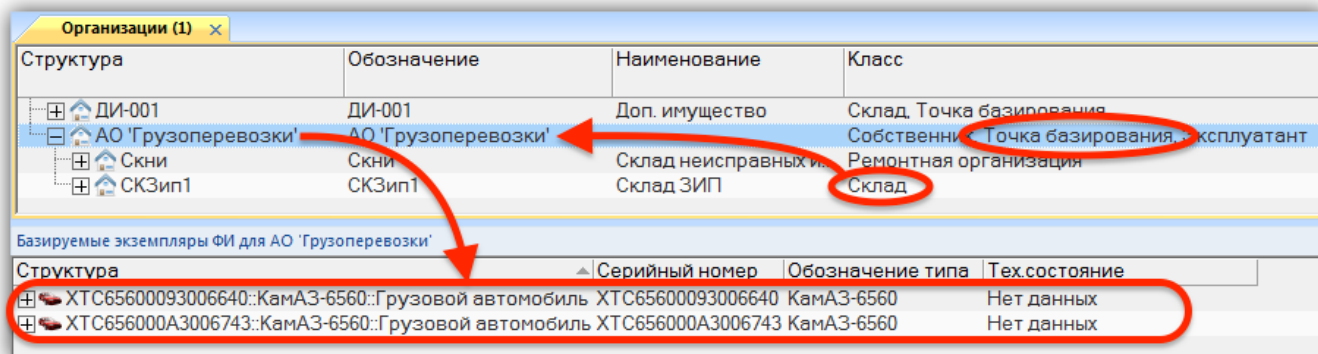 Организации (1)
Структура Обозначение Наименование Класс
ДИ-001 ДИ-001 Доп. имущество Склад, Точка базирования
АО 'Грузоперевозки' АО 'Грузоперевозки' Собственник, Точка базирования, Эксплуатант
Скни Скни Склад неисправных и... Ремонтная организация
СКЗип1 СКЗип1 Склад ЗИП Склад
Базируемые экземпляры ФИ для АО 'Грузоперевозки'
Структура Серийный номер Обозначение типа Тех.состояние
XTC65600093006640::КамАЗ-6560::Грузовой автомобиль XTC65600093006640 КамАЗ-6560 Нет данных
XTC656000A3006743::КамАЗ-6560::Грузовой автомобиль XTC656000A3006743 КамАЗ-6560 Нет данных